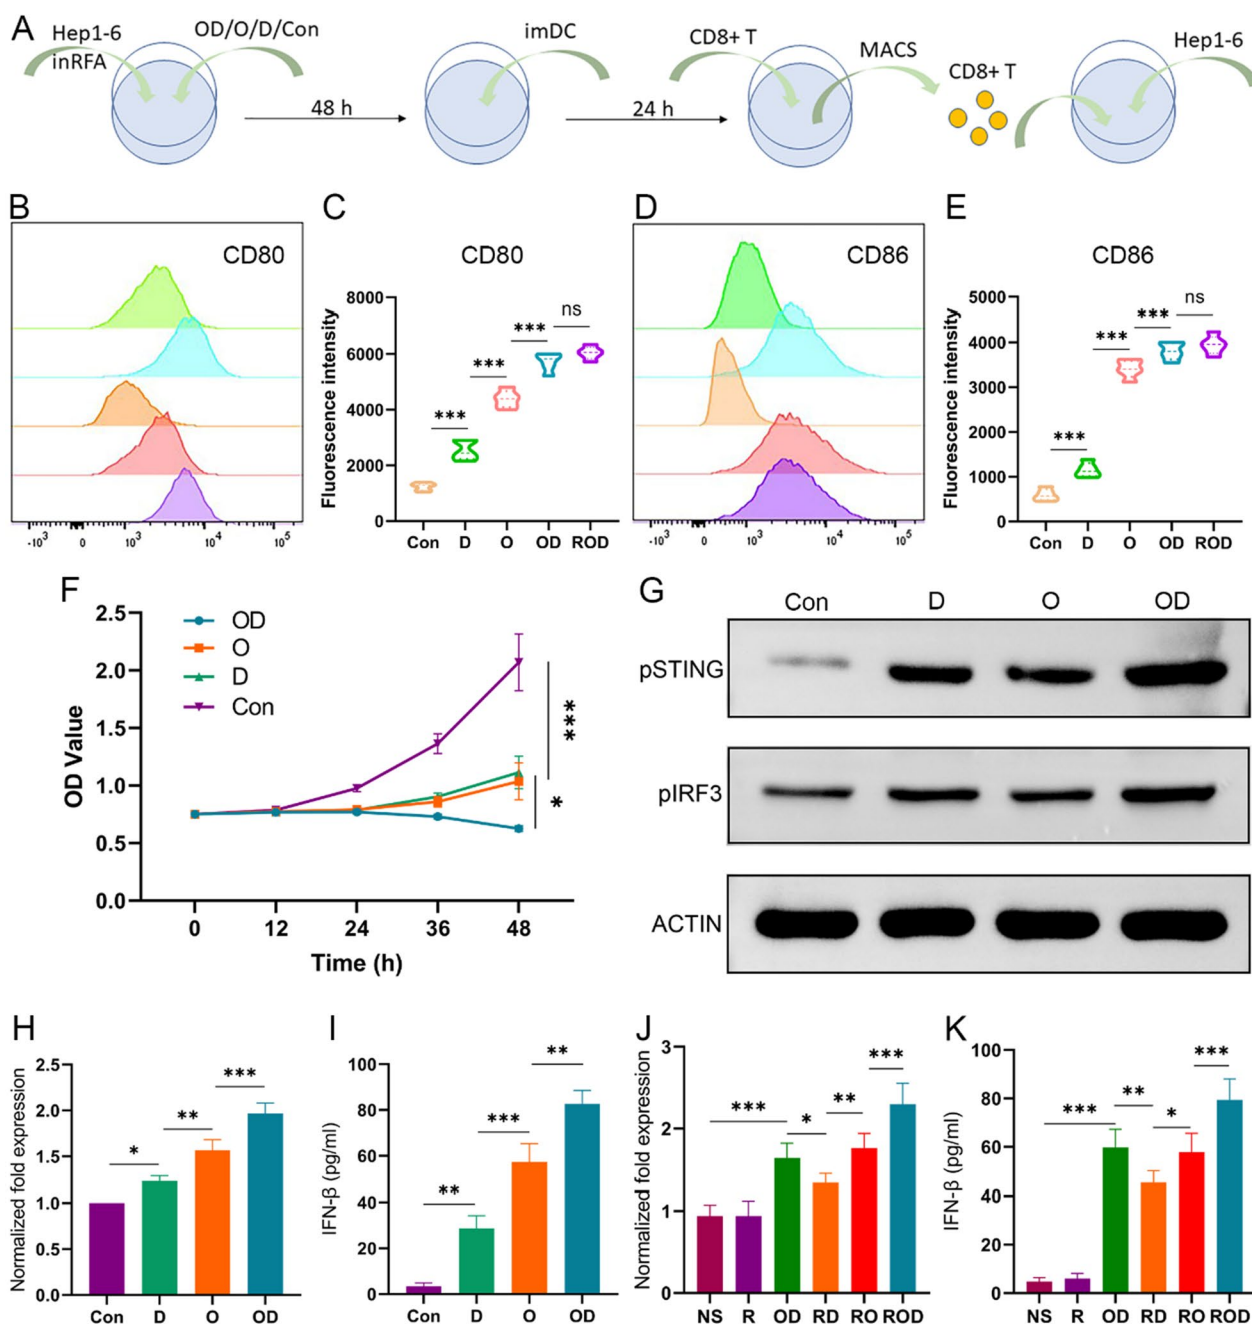 A
Hep1-6
inRFA
OD/O/D/Con
48 h
imDC
24 h
CD8+ T
MACS
CD8+ T
Hep1-6
B
CD80
-10³ 0 10³ 10⁴ 10⁵
C
CD80
Fluorescence intensity
8000
6000
4000
2000
0
***
***
***
ns
Con D O OD ROD
D
CD86
-10³ 0 10³ 10⁴ 10⁵
E
CD86
Fluorescence intensity
5000
4000
3000
2000
1000
0
***
***
***
ns
Con D O OD ROD
F
OD Value
2.5
2.0
1.5
1.0
0.5
0.0
OD
O
D
Con
***
*
0 12 24 36 48
Time (h)
G
Con D O OD
pSTING
pIRF3
ACTIN
H
Normalized fold expression
2.5
2.0
1.5
1.0
0.5
0.0
*
**
***
Con D O OD
I
IFN-β (pg/ml)
100
80
60
40
20
0
**
***
**
Con D O OD
J
Normalized fold expression
3
2
1
0
***
*
**
***
NS R OD RD RO ROD
K
IFN-β (pg/ml)
100
80
60
40
20
0
***
**
*
***
NS R OD RD RO ROD